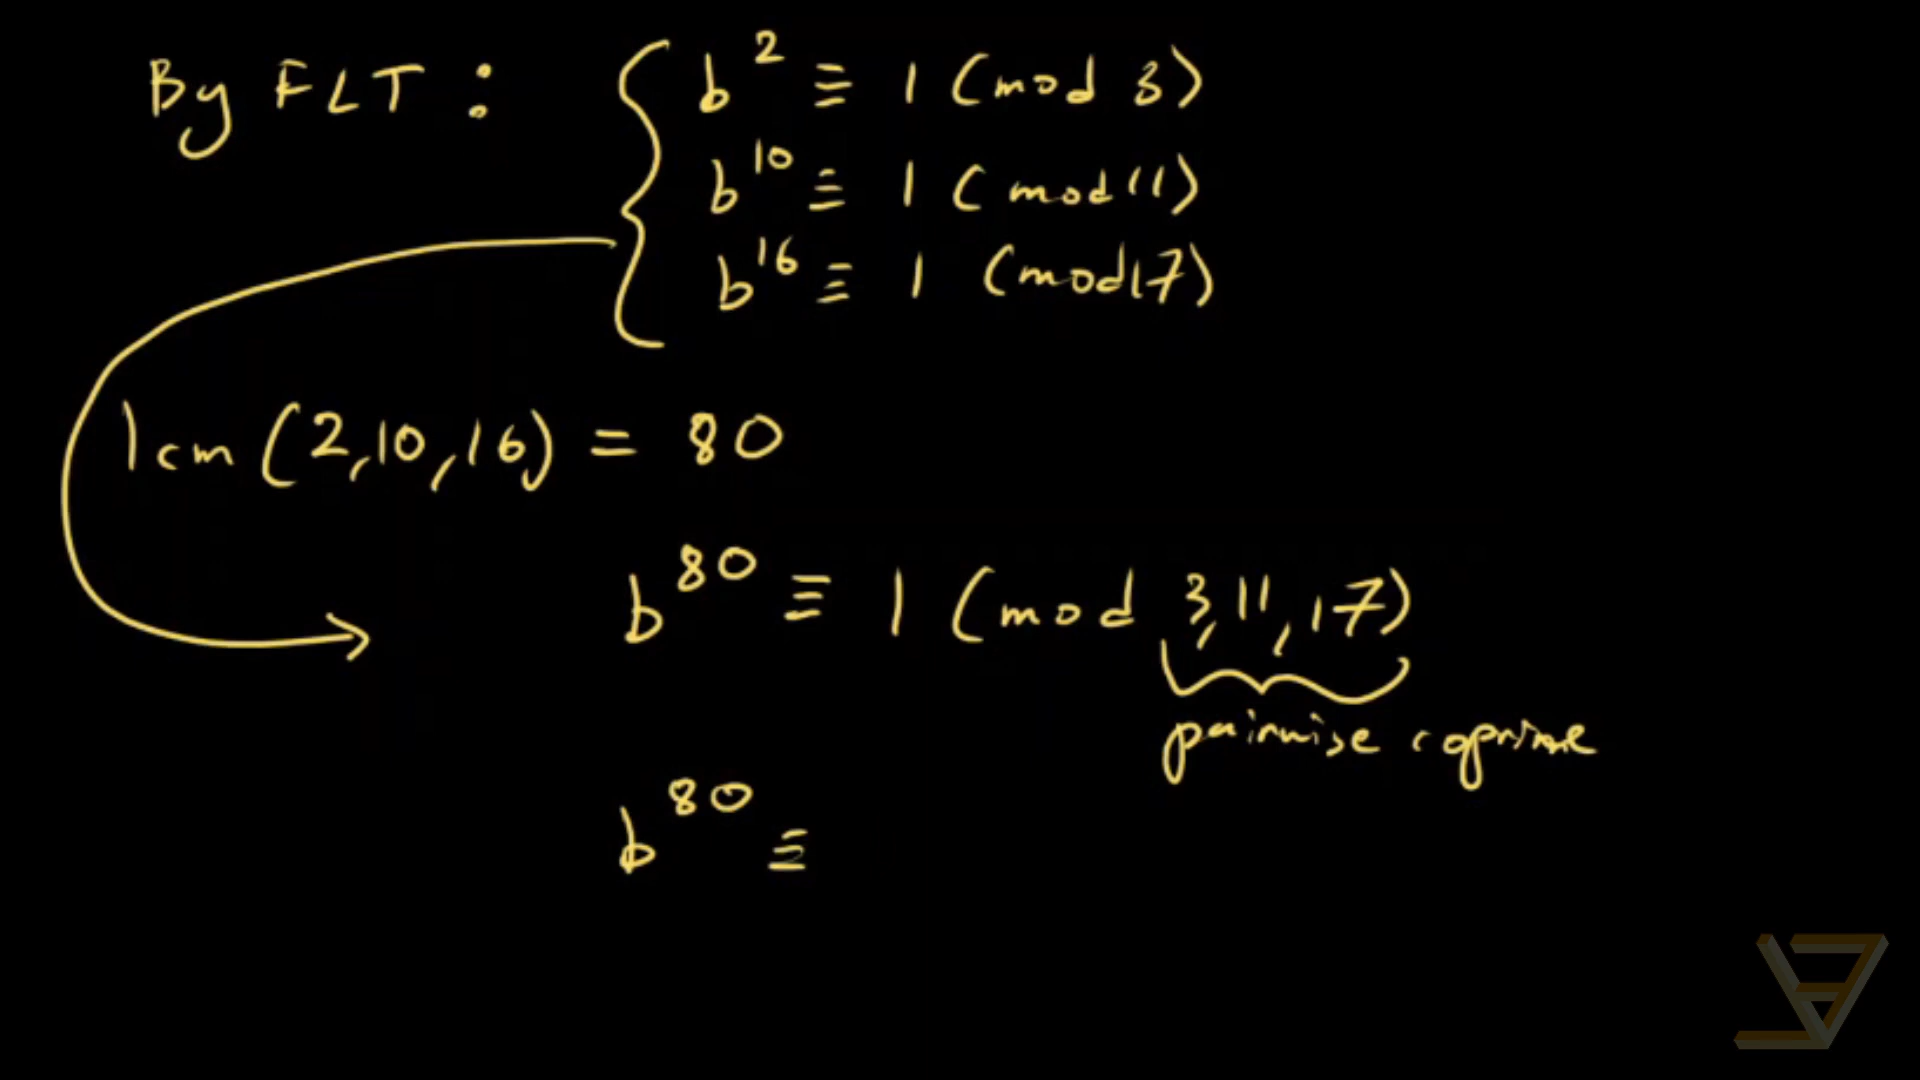 By FLT :
b² ≡ 1 (mod 3)
b¹⁰ ≡ 1 (mod 11)
b¹⁶ ≡ 1 (mod 17)
lcm (2,10,16) = 80
b⁸⁰ ≡ 1 (mod 3,11,17)
pairwise coprime
b⁸⁰ ≡